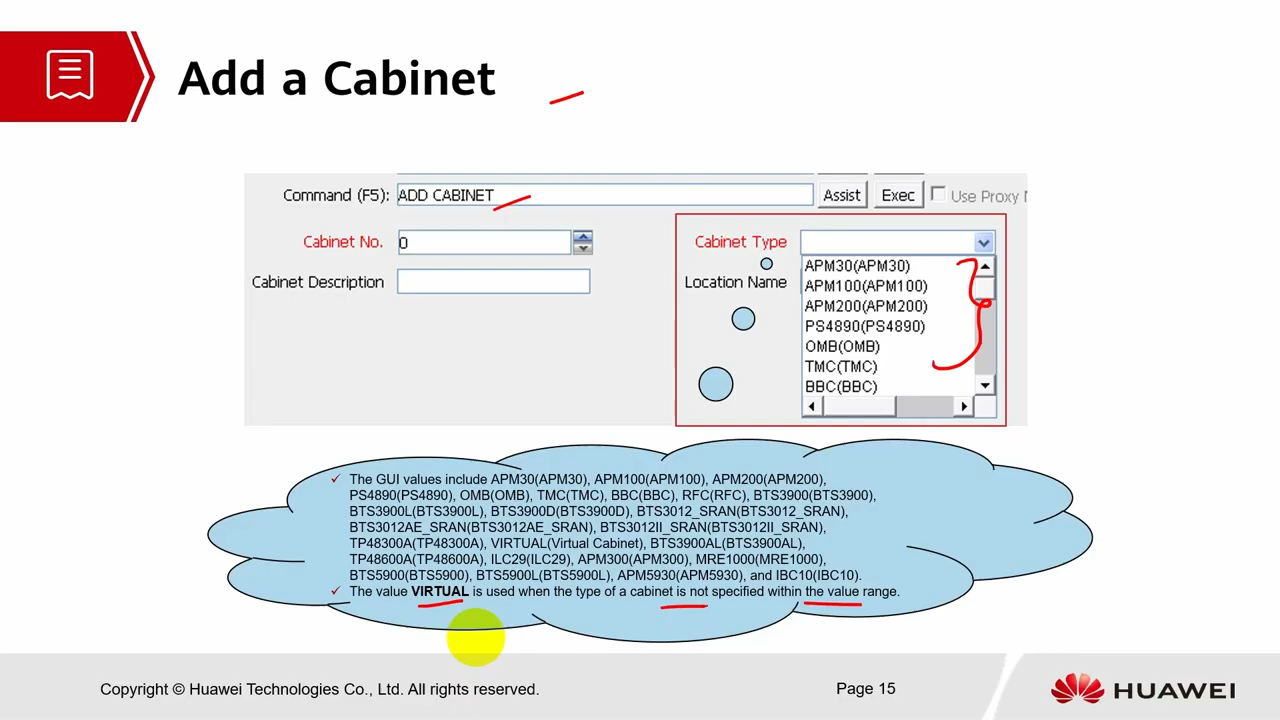 Add a Cabinet
Command (F5): ADD CABINET Assist Exec Use Proxy
Cabinet No. 0 Cabinet Type
Cabinet Description Location Name
APM30(APM30)
APM100(APM100)
APM200(APM200)
PS4890(PS4890)
OMB(OMB)
TMC(TMC)
BBC(BBC)
The GUI values include APM30(APM30), APM100(APM100), APM200(APM200),
PS4890(PS4890), OMB(OMB), TMC(TMC), BBC(BBC), RFC(RFC), BTS3900(BTS3900),
BTS3900L(BTS3900L), BTS3900D(BTS3900D), BTS3012_SRAN(BTS3012_SRAN),
BTS3012AE_SRAN(BTS3012AE_SRAN), BTS3012II_SRAN(BTS3012II_SRAN),
TP48300A(TP48300A), VIRTUAL(Virtual Cabinet), BTS3900AL(BTS3900AL),
TP48600A(TP48600A), ILC29(ILC29), APM300(APM300), MRE1000(MRE1000),
BTS5900(BTS5900), BTS5900L(BTS5900L), APM5930(APM5930), and IBC10(IBC10).
The value VIRTUAL is used when the type of a cabinet is not specified within the value range.
Copyright © Huawei Technologies Co., Ltd. All rights reserved.
Page 15
HUAWEI